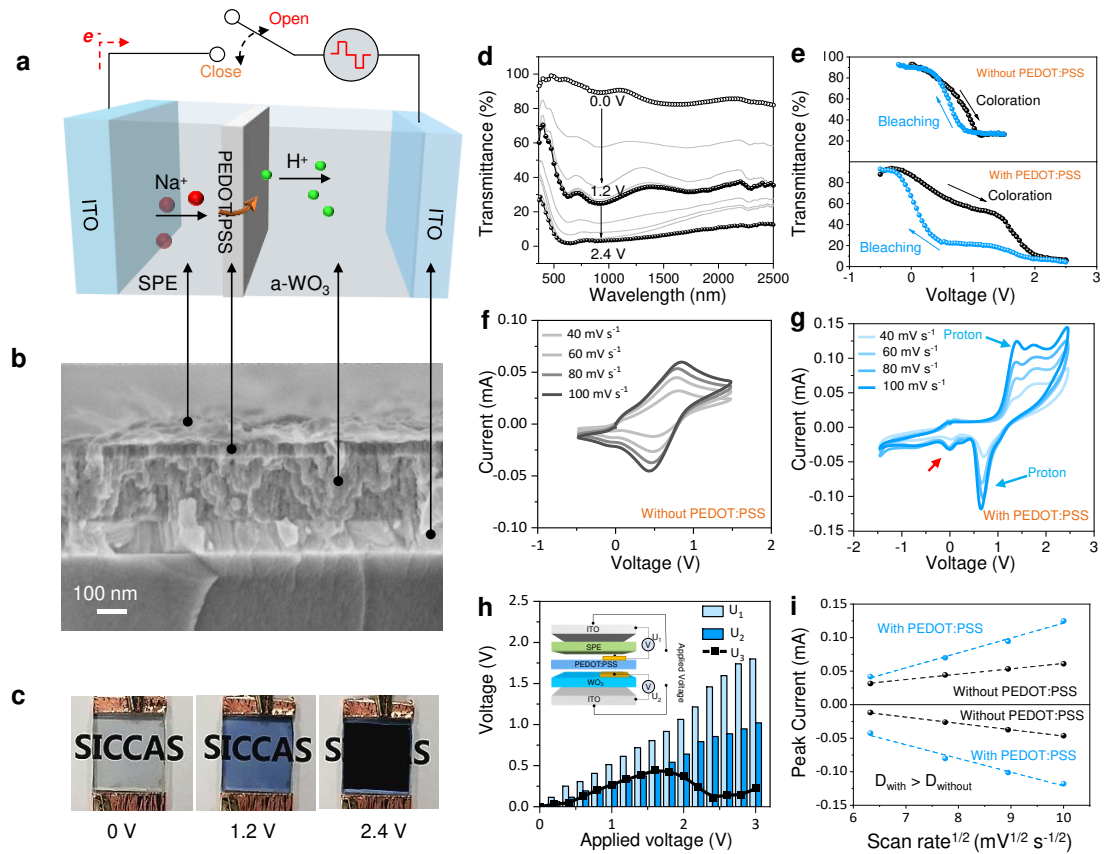 a
e⁻
Open
Close
ITO
Na⁺
PEDOT:PSS
H⁺
ITO
SPE
a-WO₃
b
100 nm
c
SICCAS
SICCAS
SICCAS
0 V
1.2 V
2.4 V
d
Transmittance (%)
100
80
60
40
20
0
0.0 V
1.2 V
2.4 V
500 1000 1500 2000 2500
Wavelength (nm)
e
Transmittance (%)
100
80
60
40
20
Without PEDOT:PSS
Coloration
Bleaching
100
80
60
40
20
0
With PEDOT:PSS
Coloration
Bleaching
-1 0 1 2 3
Voltage (V)
f
Current (mA)
0.10
0.05
0.00
-0.05
-0.10
40 mV s⁻¹
60 mV s⁻¹
80 mV s⁻¹
100 mV s⁻¹
Without PEDOT:PSS
-1 0 1 2
Voltage (V)
g
Current (mA)
0.15
0.10
0.05
0.00
-0.05
-0.10
-0.15
40 mV s⁻¹
60 mV s⁻¹
80 mV s⁻¹
100 mV s⁻¹
Proton
Proton
With PEDOT:PSS
-2 -1 0 1 2 3
Voltage (V)
h
Voltage (V)
2.5
2.0
1.5
1.0
0.5
0.0
ITO
SPE
PEDOT:PSS
WO₃
ITO
V
U₁
V
U₂
Applied Voltage
U₁
U₂
U₃
0 1 2 3
Applied voltage (V)
i
Peak Current (mA)
0.15
0.10
0.05
0.00
-0.05
-0.10
-0.15
With PEDOT:PSS
Without PEDOT:PSS
Without PEDOT:PSS
With PEDOT:PSS
D_with > D_without
6 7 8 9 10
Scan rate¹ᐟ² (mV¹ᐟ² s⁻¹ᐟ²)